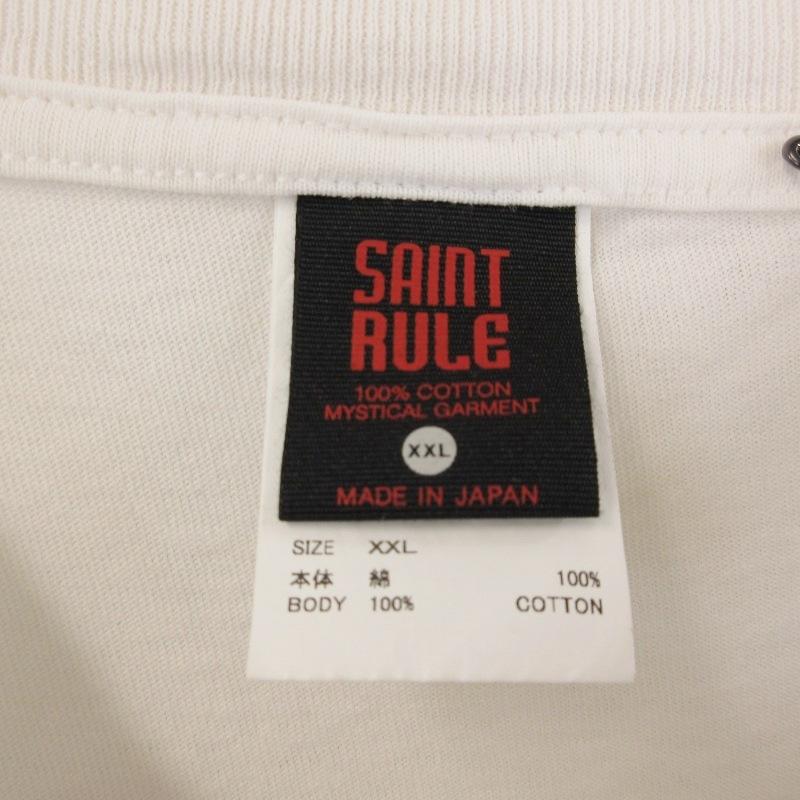 SAINT
RULE
100% COTTON
MYSTICAL GARMENT
XXL
MADE IN JAPAN
SIZE XXL
本体 綿 100%
BODY 100% COTTON